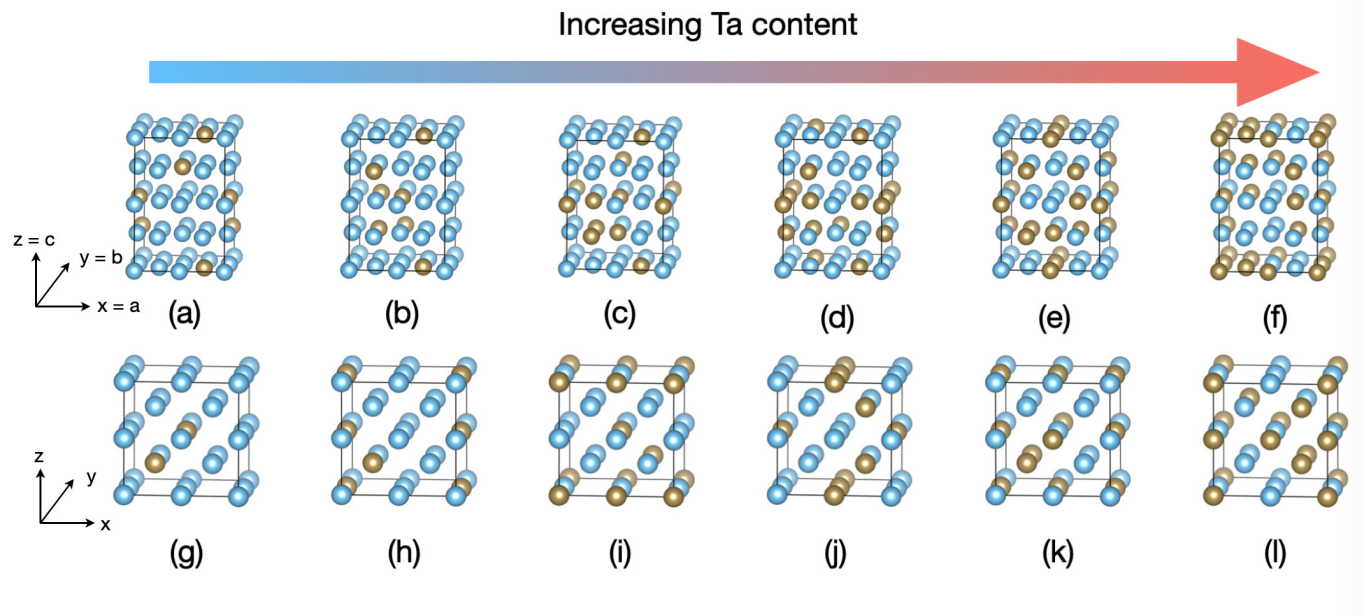 Increasing Ta content
z = c
y = b
x = a
(a)
(b)
(c)
(d)
(e)
(f)
z
y
x
(g)
(h)
(i)
(j)
(k)
(l)